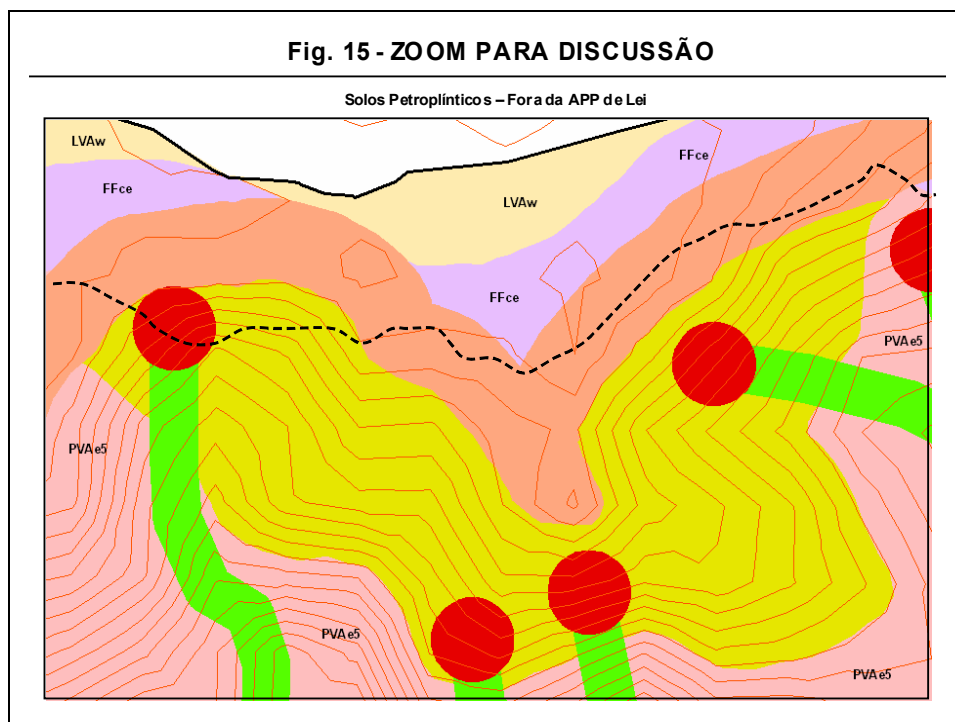 Fig. 15 - ZOOM PARA DISCUSSÃO
Solos Petroplínticos – Fora da APP de Lei
LVAw
FFce
FFce
LVAw
FFce
PVAe5
PVAe5
PVAe5
PVAe5